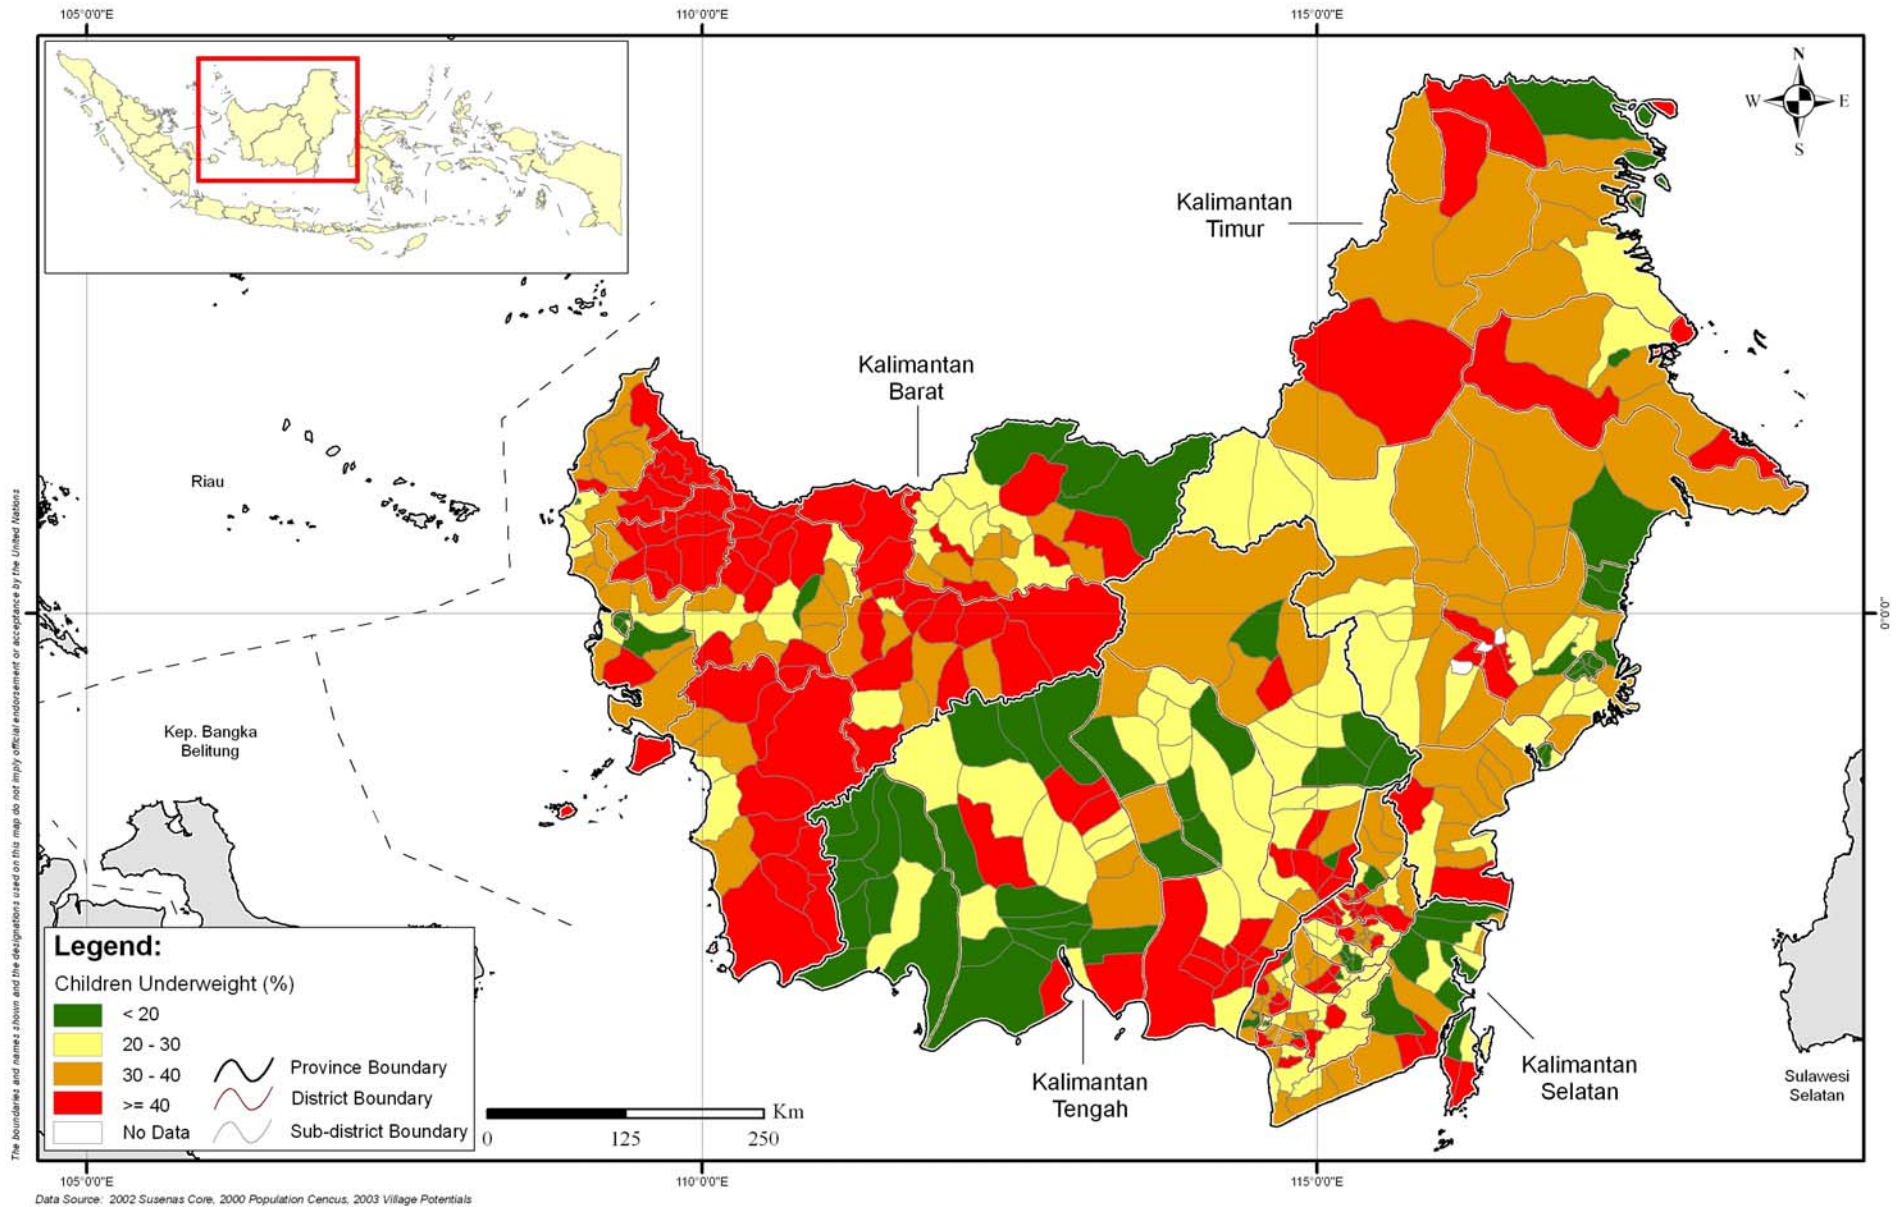 105°0'0"E
110°0'0"E
115°0'0"E
N
W
E
S
Kalimantan
Timur
Kalimantan
Barat
Riau
0°0'0"
Kep. Bangka
Belitung
Legend:
Children Underweight (%)
< 20
20 - 30
30 - 40
>= 40
No Data
Province Boundary
District Boundary
Sub-district Boundary
Km
0
125
250
Kalimantan
Tengah
Kalimantan
Selatan
Sulawesi
Selatan
105°0'0"E
110°0'0"E
115°0'0"E
The boundaries and names shown and the designations used on this map do not imply official endorsement or acceptance by the United Nations
Data Source: 2002 Susenas Core, 2000 Population Cencus, 2003 Village Potentials